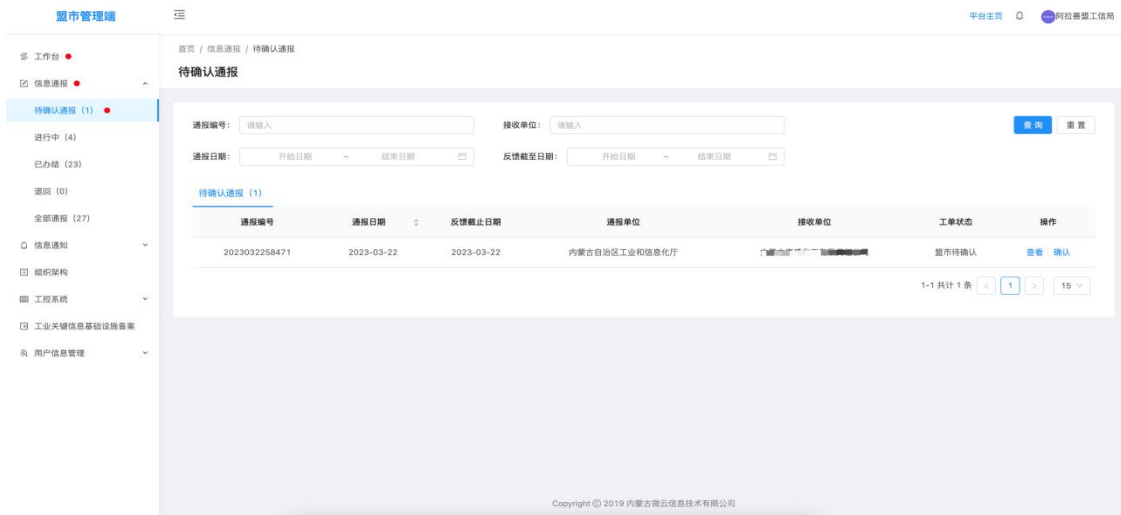 盟市管理端
平台主页
阿拉善盟工信局
工作台
信息通报
待确认通报（1）
进行中（4）
已办结（23）
退回（0）
全部通报（27）
信息通知
组织架构
工控系统
工业关键信息基础设施备案
用户信息管理
首页 / 信息通报 / 待确认通报
待确认通报
通报编号： 请输入 接收单位： 请输入 查询 重置
通报日期： 开始日期 ~ 结束日期 反馈截至日期： 开始日期 ~ 结束日期
待确认通报（1）
通报编号 通报日期 反馈截止日期 通报单位 接收单位 工单状态 操作
2023032258471 2023-03-22 2023-03-22 内蒙古自治区工业和信息化厅 盟市待确认 查看 确认
1-1 共计 1 条 < 1 > 15
Copyright © 2019 内蒙古微云信息技术有限公司